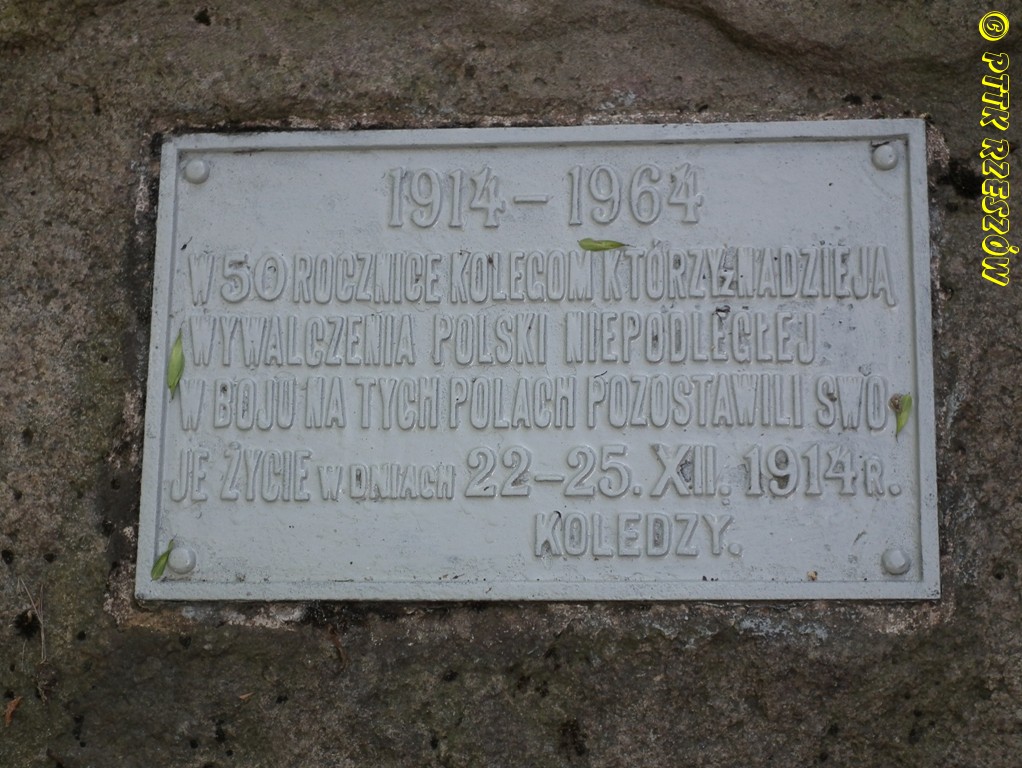 1914 – 1964
W 50 ROCZNICE KOLEGOM KTÓRZY Z NADZIEJĄ
WYWALCZENIA POLSKI NIEPODLEGŁEJ
W BOJU NA TYCH POLACH POZOSTAWILI SWO
JE ŻYCIE W DNIACH 22–25. XII. 1914 R.
KOLEDZY.
© PTTK RZESZÓW